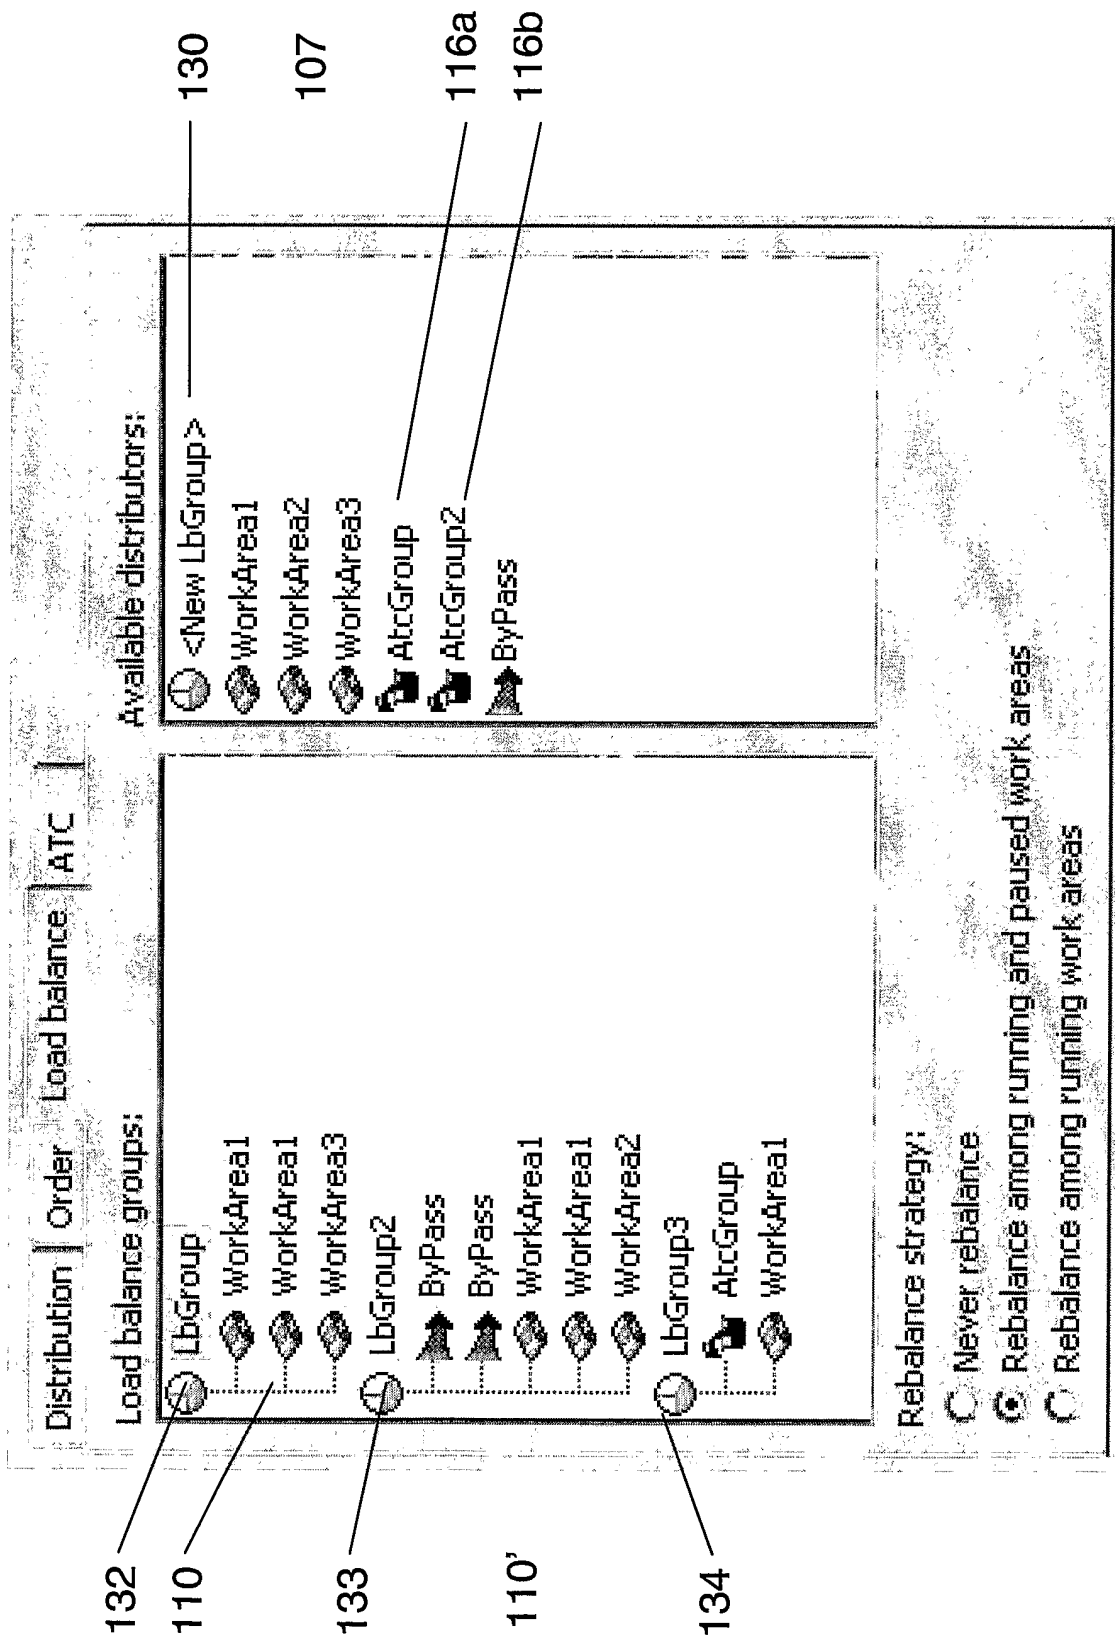 Distribution Order Load balance ATC
Load balance groups:
LbGroup
WorkArea1
WorkArea1
WorkArea3
LbGroup2
ByPass
ByPass
WorkArea1
WorkArea1
WorkArea2
LbGroup3
AtcGroup
WorkArea1
Available distributors:
<New LbGroup>
WorkArea1
WorkArea2
WorkArea3
AtcGroup
AtcGroup2
ByPass
Rebalance strategy:
Never rebalance
Rebalance among running and paused work areas
Rebalance among running work areas
132
110
133
110'
134
130
107
116a
116b